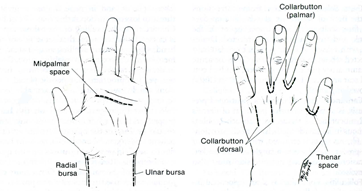 Midpalmar
space
Radial
bursa
Ulnar bursa
Collarbutton
(palmar)
Collarbutton
(dorsal)
Thenar
space